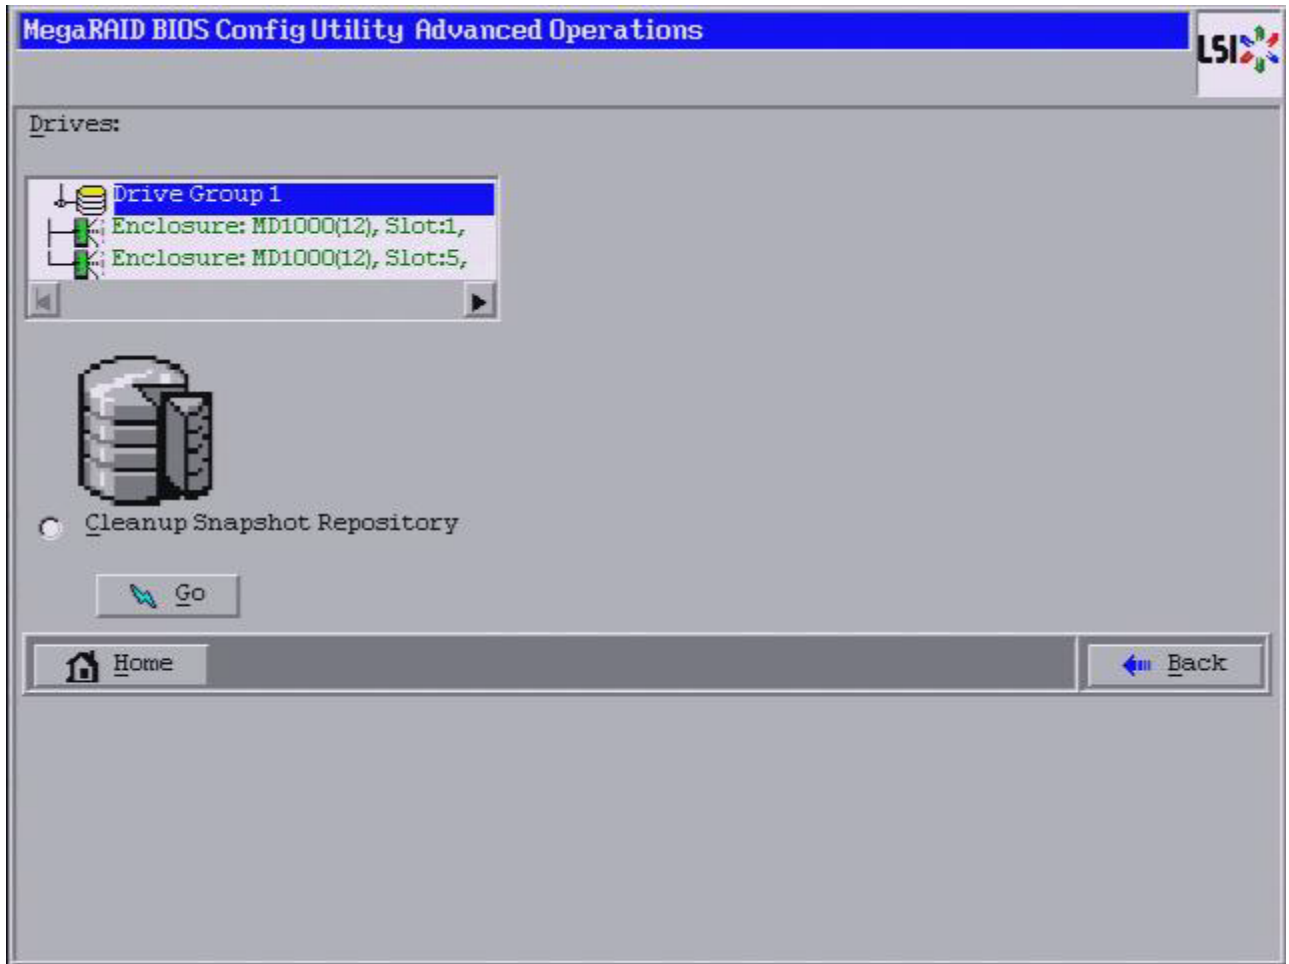 MegaRAID BIOS Config Utility Advanced Operations
LSI
Drives:
Drive Group 1
Enclosure: MD1000(12), Slot:1,
Enclosure: MD1000(12), Slot:5,
Cleanup Snapshot Repository
Go
Home
Back